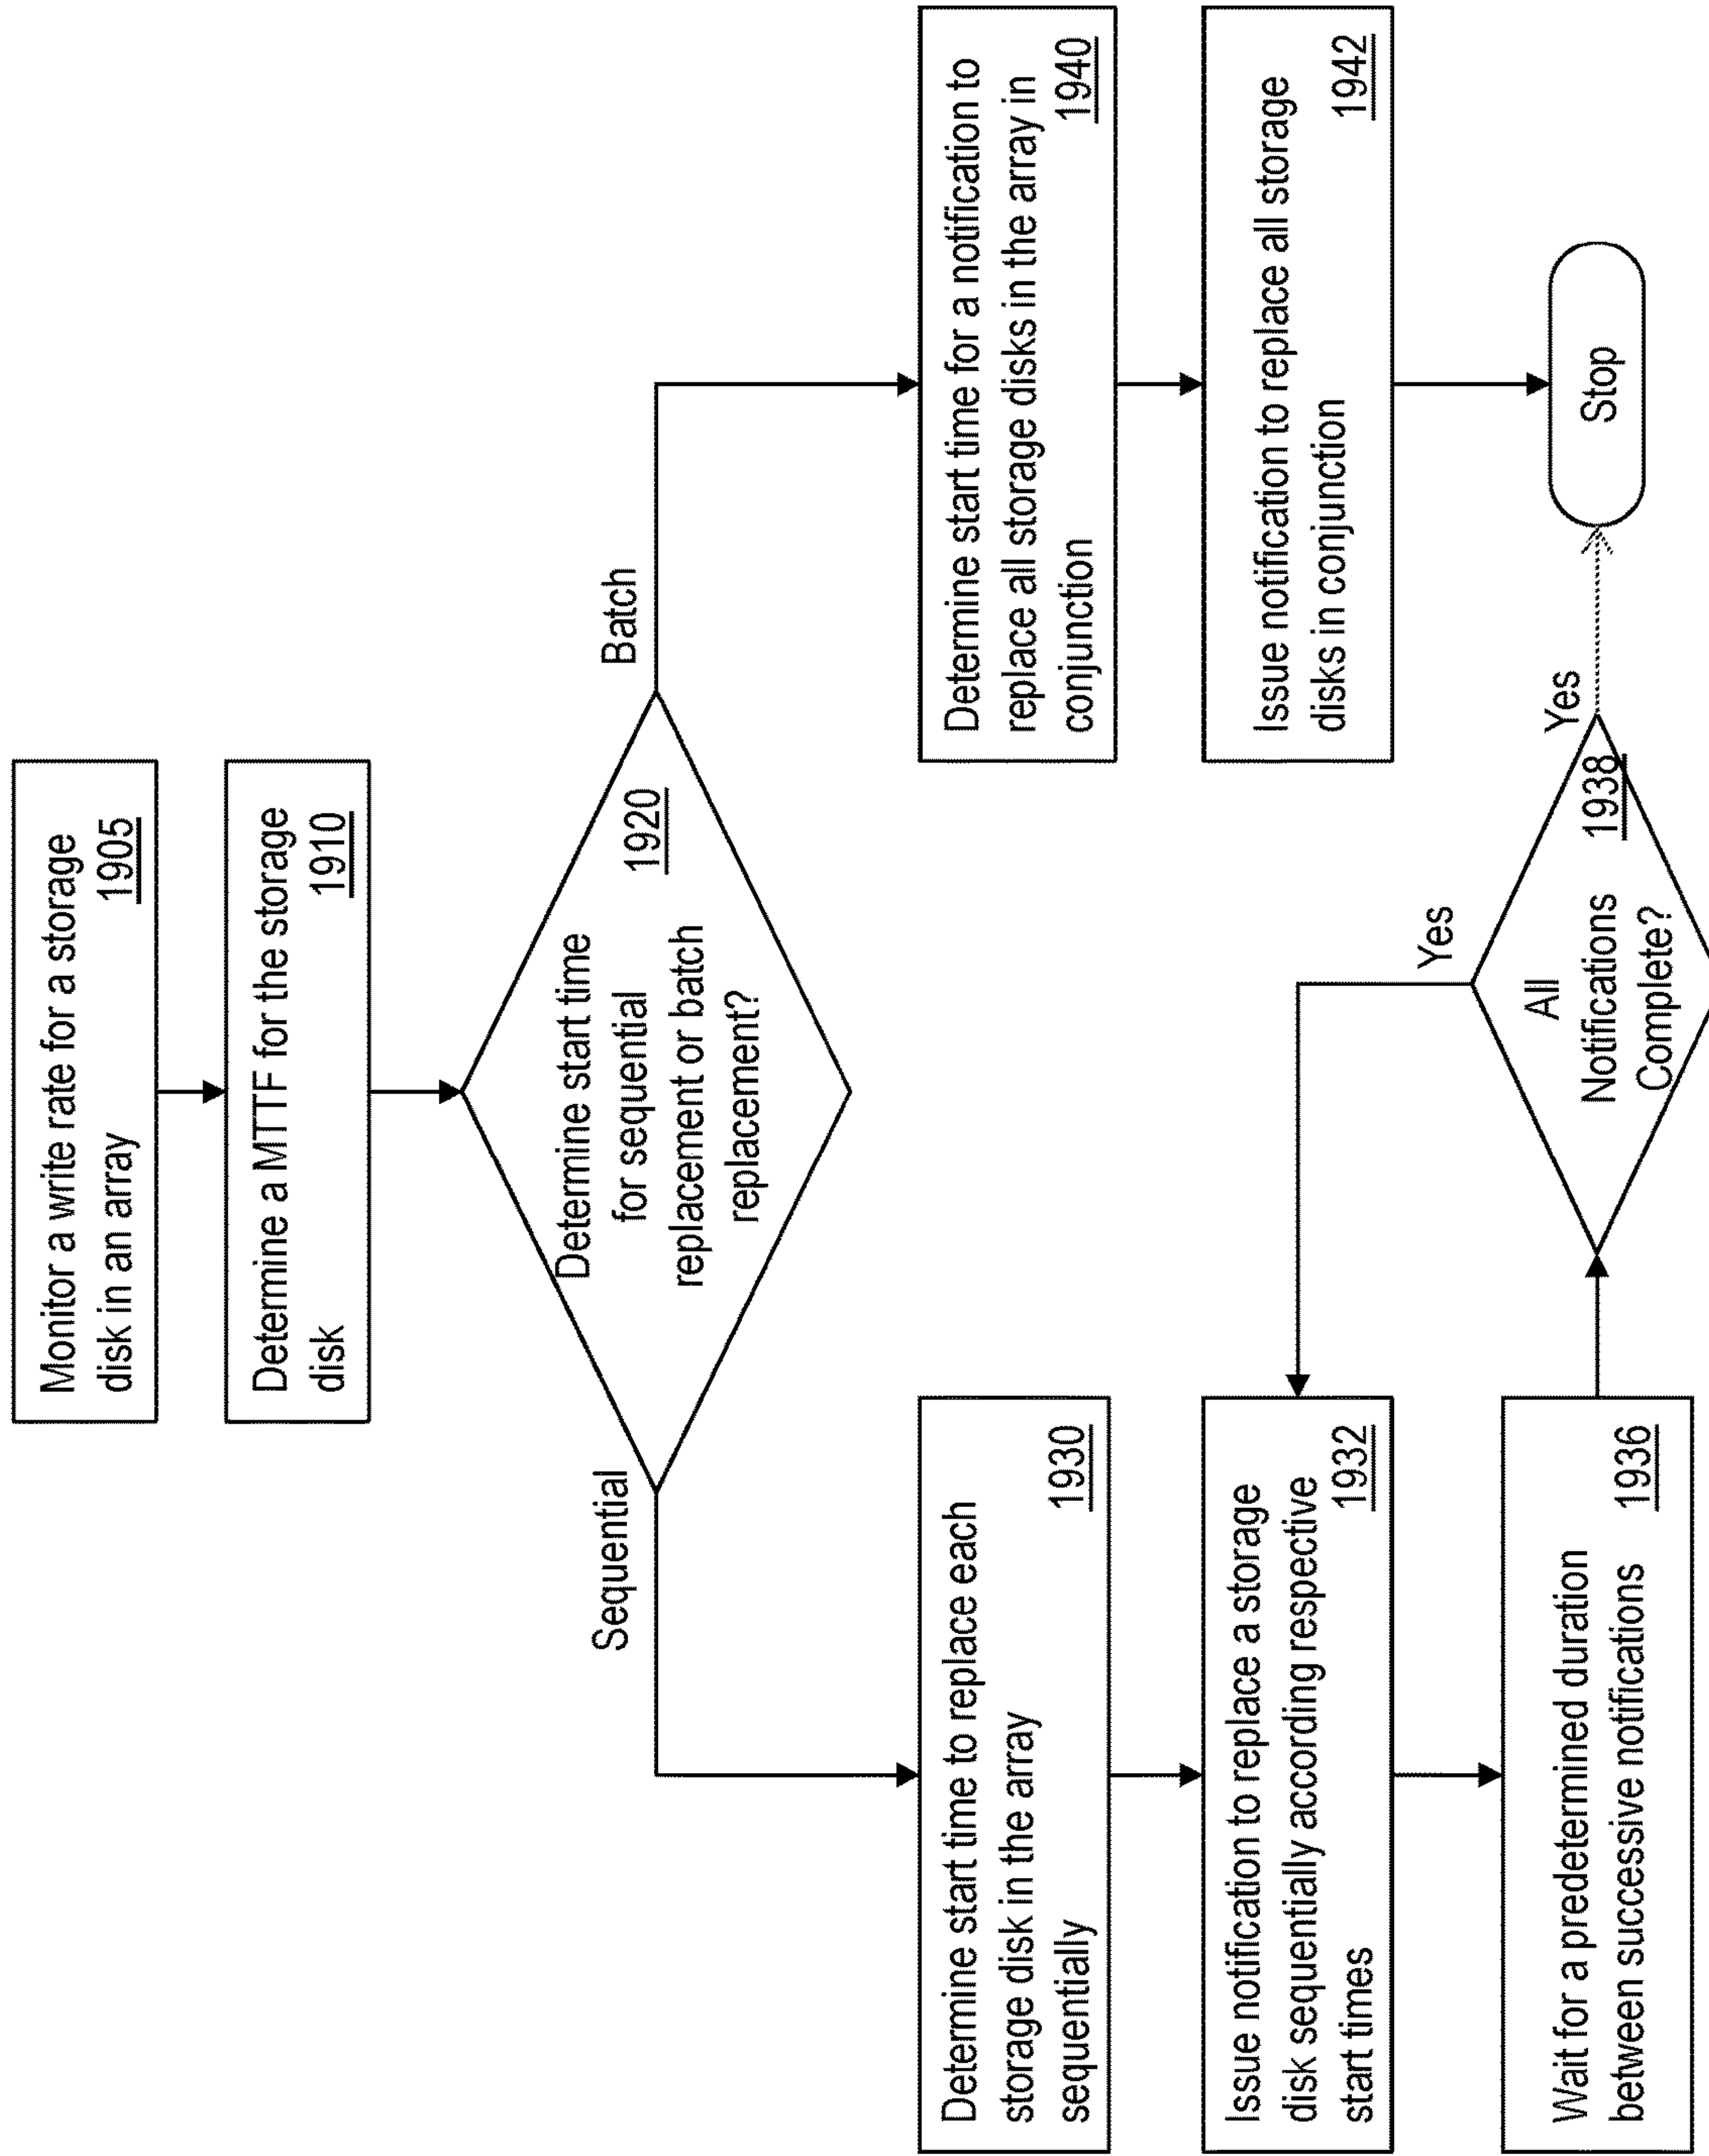 Monitor a write rate for a storage
disk in an array
1905
Determine a MTTF for the storage
disk
1910
Determine start time
for sequential
replacement or batch
replacement?
1920
Sequential
Batch
Determine start time to replace each
storage disk in the array
sequentially
1930
Issue notification to replace a storage
disk sequentially according respective
start times
1932
Wait for a predetermined duration
between successive notifications
1936
All
Notifications
Complete?
1938
Yes
Yes
Determine start time for a notification to
replace all storage disks in the array in
conjunction
1940
Issue notification to replace all storage
disks in conjunction
1942
Stop